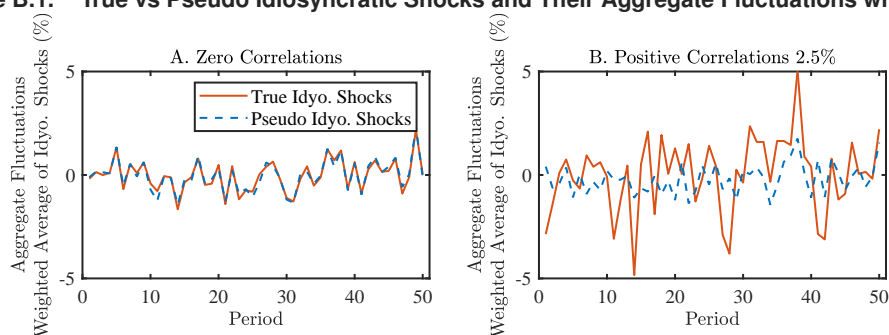 B.1. True vs Pseudo Idiosyncratic Shocks and Their Aggregate Fluctuations
A. Zero Correlations
Aggregate Fluctuations
Weighted Average of Idyo. Shocks (%)
5
0
-5
True Idyo. Shocks
Pseudo Idyo. Shocks
0 10 20 30 40 50
Period
B. Positive Correlations 2.5%
Aggregate Fluctuations
Weighted Average of Idyo. Shocks (%)
5
0
-5
0 10 20 30 40 50
Period